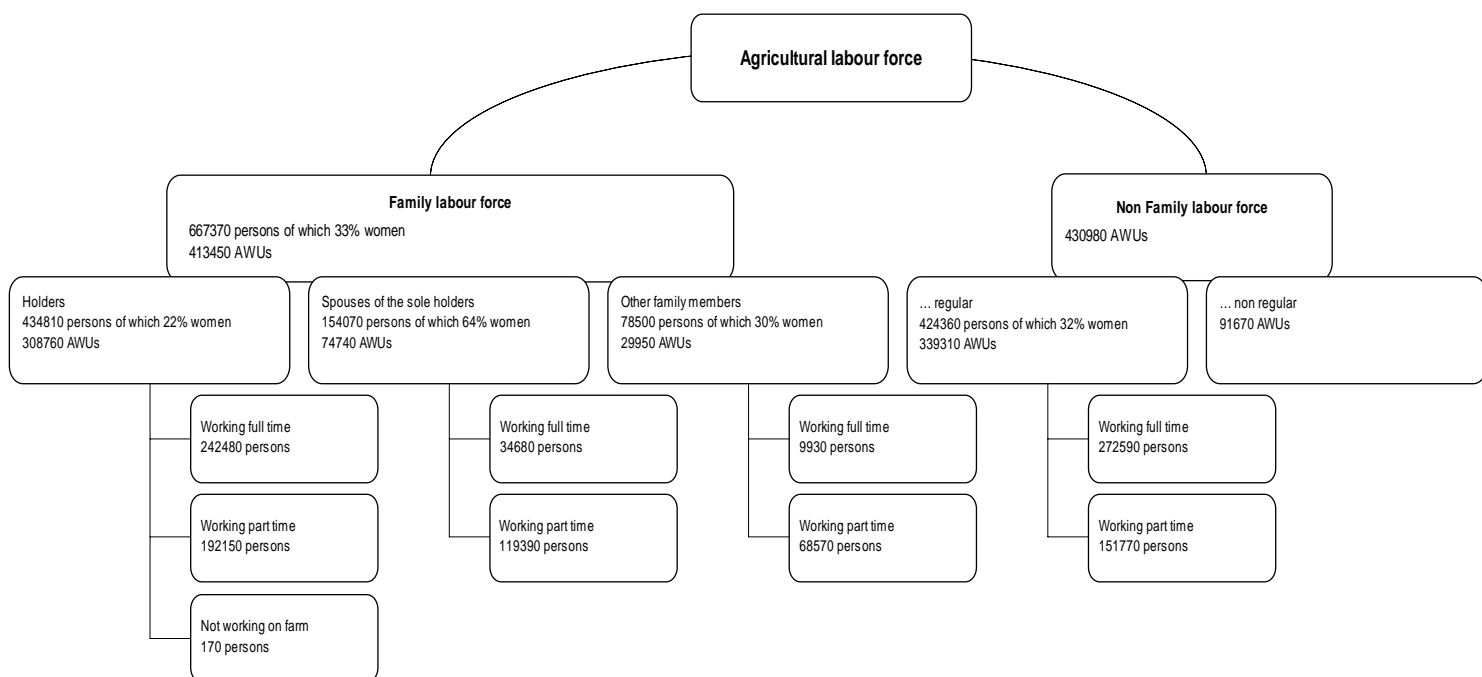 Agricultural labour force
Family labour force
667370 persons of which 33% women
413450 AWUs
Non Family labour force
430980 AWUs
Holders
434810 persons of which 22% women
308760 AWUs
Spouses of the sole holders
154070 persons of which 64% women
74740 AWUs
Other family members
78500 persons of which 30% women
29950 AWUs
... regular
424360 persons of which 32% women
339310 AWUs
... non regular
91670 AWUs
Working full time
242480 persons
Working full time
34680 persons
Working full time
9930 persons
Working full time
272590 persons
Working part time
192150 persons
Working part time
119390 persons
Working part time
68570 persons
Working part time
151770 persons
Not working on farm
170 persons